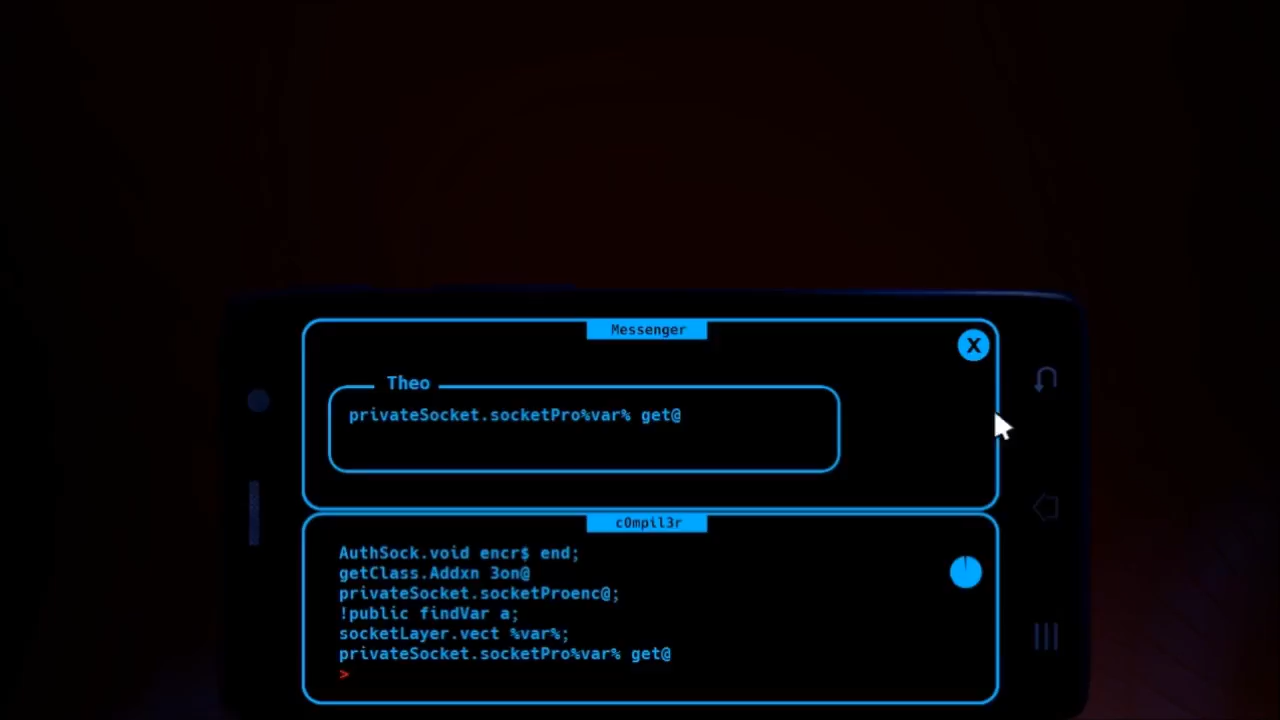 Messenger
X
Theo
privateSocket.socketPro%var% get@
c0mpil3r
AuthSock.void encr$ end;
getClass.Addxn 3on@
privateSocket.socketProenc@;
!public findVar a;
socketLayer.vect %var%;
privateSocket.socketPro%var% get@
>